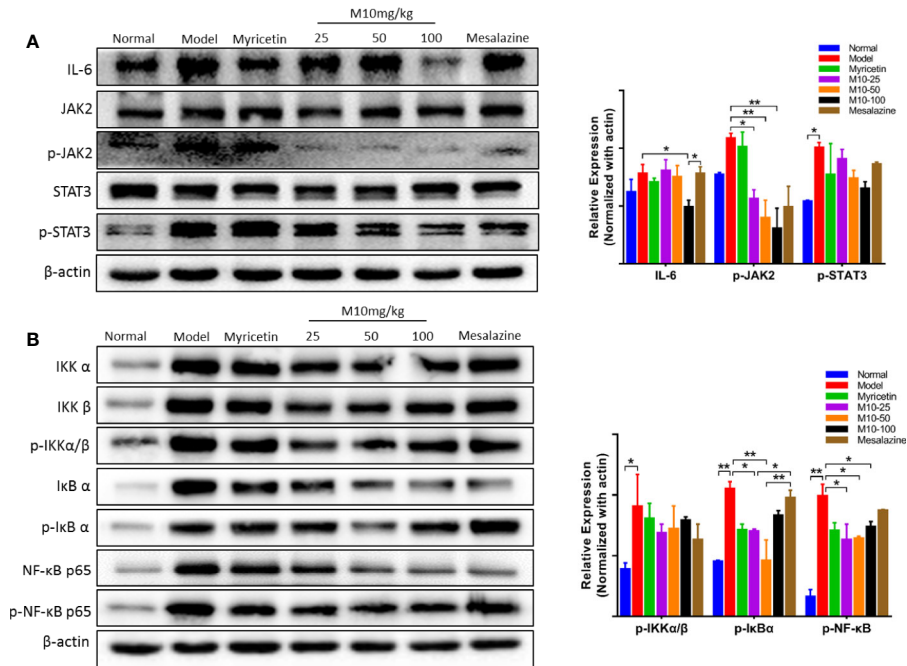 M10mg/kg
A
Normal Model Myricetin 25 50 100 Mesalazine
IL-6
JAK2
p-JAK2
STAT3
p-STAT3
β-actin
Normal
Model
Myricetin
M10-25
M10-50
M10-100
Mesalazine
Relative Expression
(Normalized with actin)
* * * ** ** * *
IL-6 p-JAK2 p-STAT3
M10mg/kg
B
Normal Model Myricetin 25 50 100 Mesalazine
IKK α
IKK β
p-IKKα/β
IκB α
p-IκB α
NF-κB p65
p-NF-κB p65
β-actin
Normal
Model
Myricetin
M10-25
M10-50
M10-100
Mesalazine
Relative Expression
(Normalized with actin)
* ** ** * * ** ** * * *
p-IKKα/β p-IκBα p-NF-κB